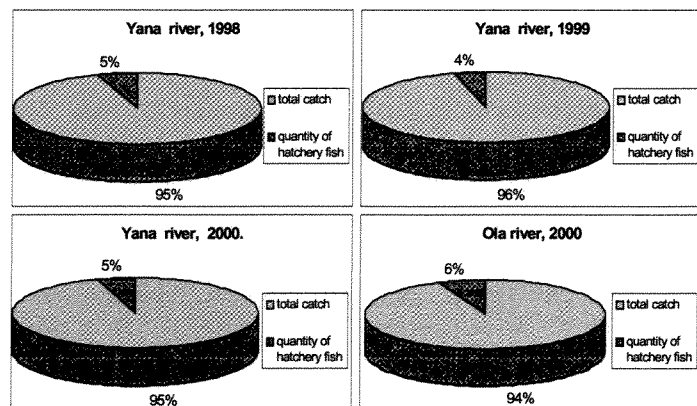 Yana river, 1998
5%
total catch
quantity of
hatchery fish
95%
Yana river, 1999
4%
total catch
quantity of
hatchery fish
96%
Yana river, 2000.
5%
total catch
quantity of
hatchery fish
95%
Ola river, 2000
6%
total catch
quantity of
hatchery fish
94%